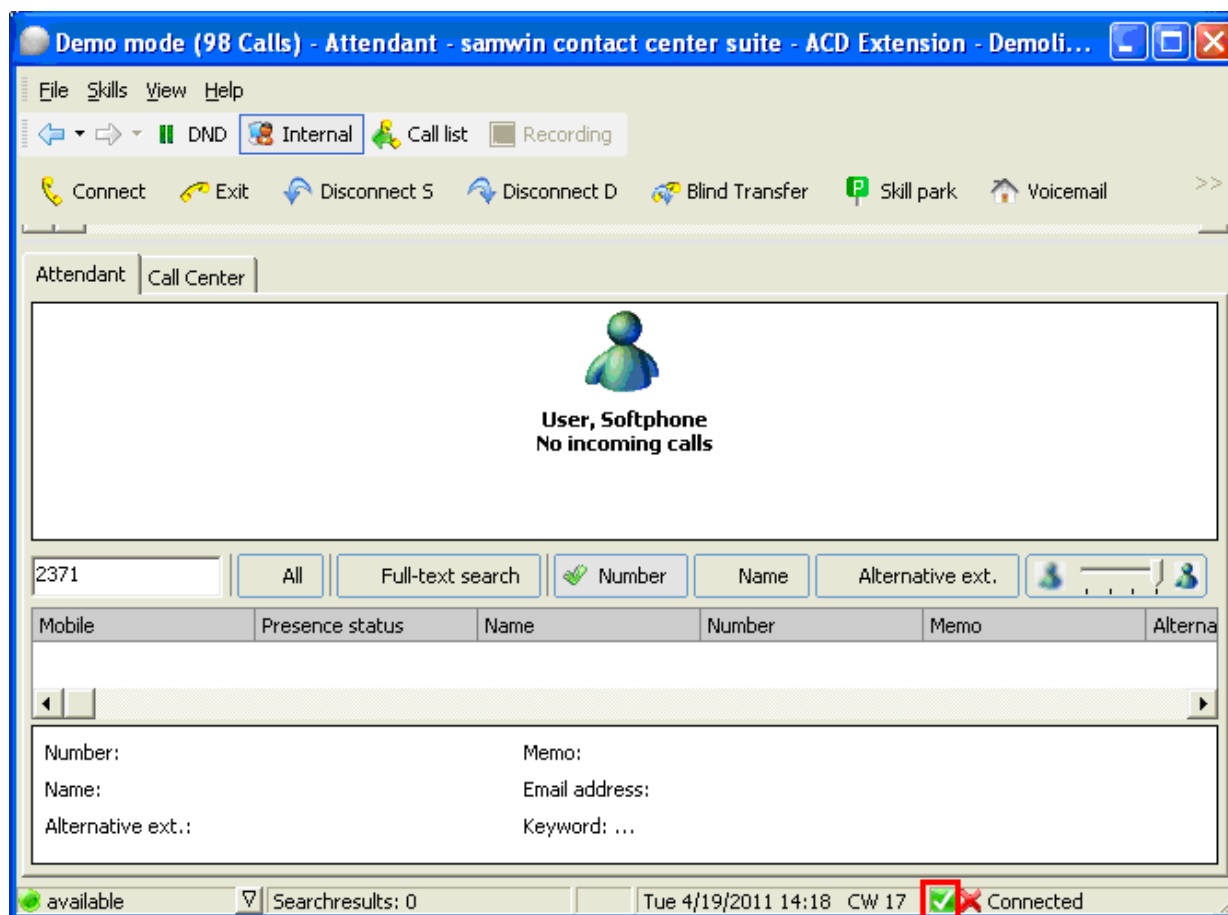 Demo mode (98 Calls) - Attendant - samwin contact center suite - ACD Extension - Demoli...
File Skills View Help
DND Internal Call list Recording
Connect Exit Disconnect S Disconnect D Blind Transfer P Skill park Voicemail >>
Attendant Call Center
User, Softphone
No incoming calls
2371 All Full-text search Number Name Alternative ext.
Mobile Presence status Name Number Memo Alterna
Number: Memo:
Name: Email address:
Alternative ext.: Keyword: ...
available Searchresults: 0 Tue 4/19/2011 14:18 CW 17 Connected